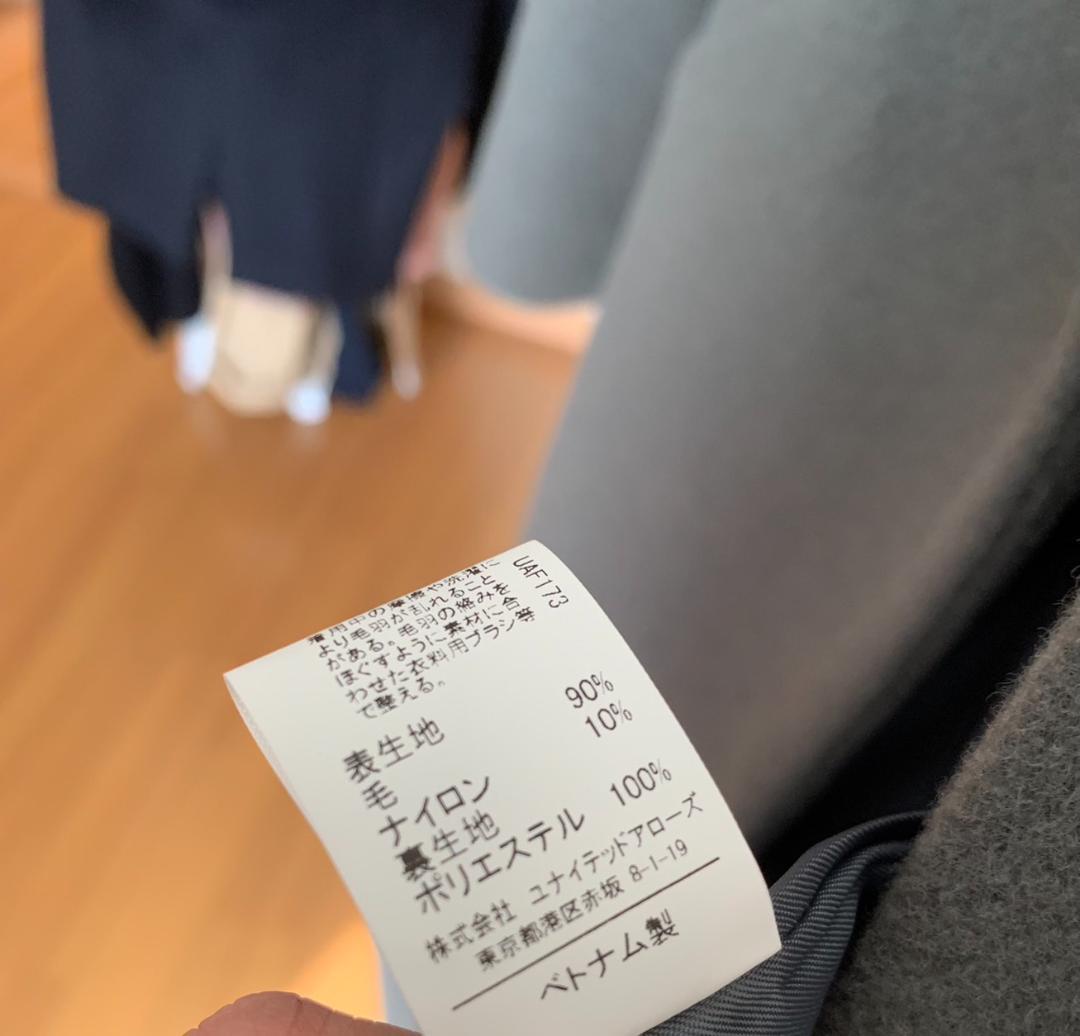 着用中の摩擦や洗濯に
より毛羽が乱れること
がある。毛羽の絡みを
ほぐすように素材に合
わせた衣料用ブラシ等
で整える。
UAF173
表生地
毛 90%
ナイロン 10%
裏生地
ポリエステル 100%
株式会社 ユナイテッドアローズ
東京都港区赤坂 8-1-19
ベトナム製